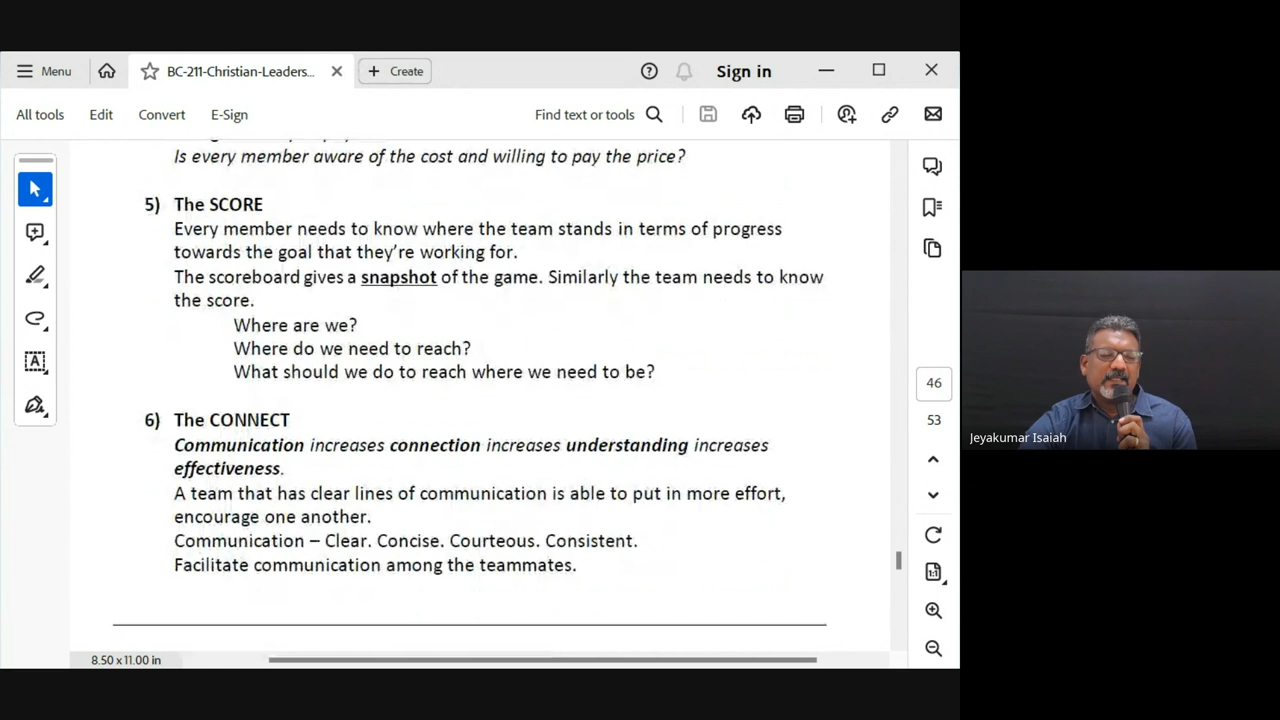 Menu
BC-211-Christian-Leaders...
Create
Sign in
All tools
Edit
Convert
E-Sign
Find text or tools
Is every member aware of the cost and willing to pay the price?
5) The SCORE
Every member needs to know where the team stands in terms of progress
towards the goal that they're working for.
The scoreboard gives a snapshot of the game. Similarly the team needs to know
the score.
Where are we?
Where do we need to reach?
What should we do to reach where we need to be?
6) The CONNECT
Communication increases connection increases understanding increases
effectiveness.
A team that has clear lines of communication is able to put in more effort,
encourage one another.
Communication – Clear. Concise. Courteous. Consistent.
Facilitate communication among the teammates.
8.50 x 11.00 in
46
53
1:1
Jeyakumar Isaiah